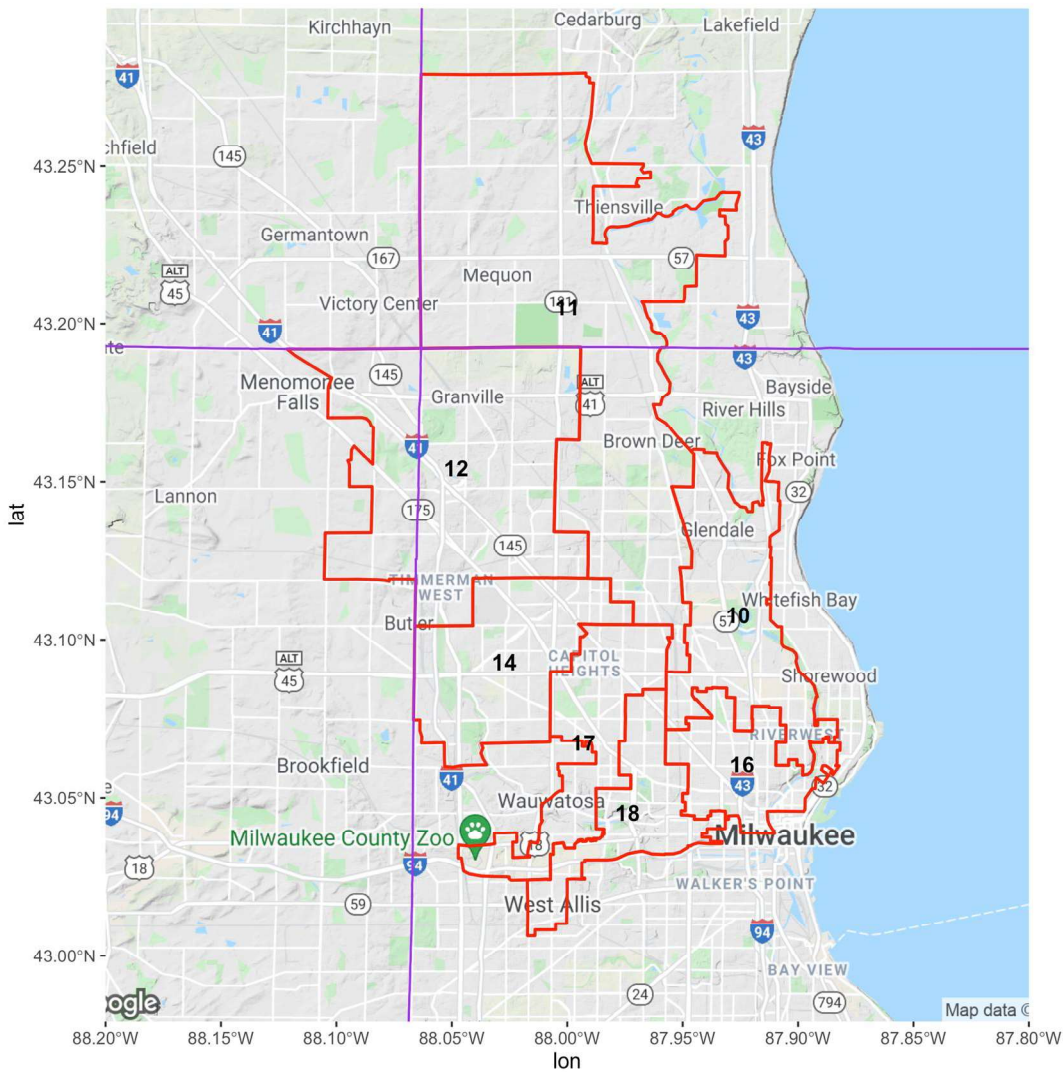 Kirchhayn
Cedarburg
Lakefield
41
43
145
43.25°N
Thiensville
Germantown
167
57
ALT
45
Mequon
Victory Center
11
43
43.20°N
41
43
145
Menomonee
Falls
ALT
41
Granville
Bayside
River Hills
Brown Deer
41
12
Fox Point
43.15°N
Lannon
175
32
Glendale
145
TIMMERMAN
WEST
Whitefish Bay
10
57
Butler
43.10°N
ALT
45
14
CAPITOL
HEIGHTS
Shorewood
17
RIVERWEST
Brookfield
41
16
43
32
43.05°N
94
Wauwatosa
18
Milwaukee
Milwaukee County Zoo
18
94
18
WALKER'S POINT
59
West Allis
94
43.00°N
BAY VIEW
24
794
Map data ©
88.20°W
88.15°W
88.10°W
88.05°W
88.00°W
87.95°W
87.90°W
87.85°W
87.80°W
lon
lat